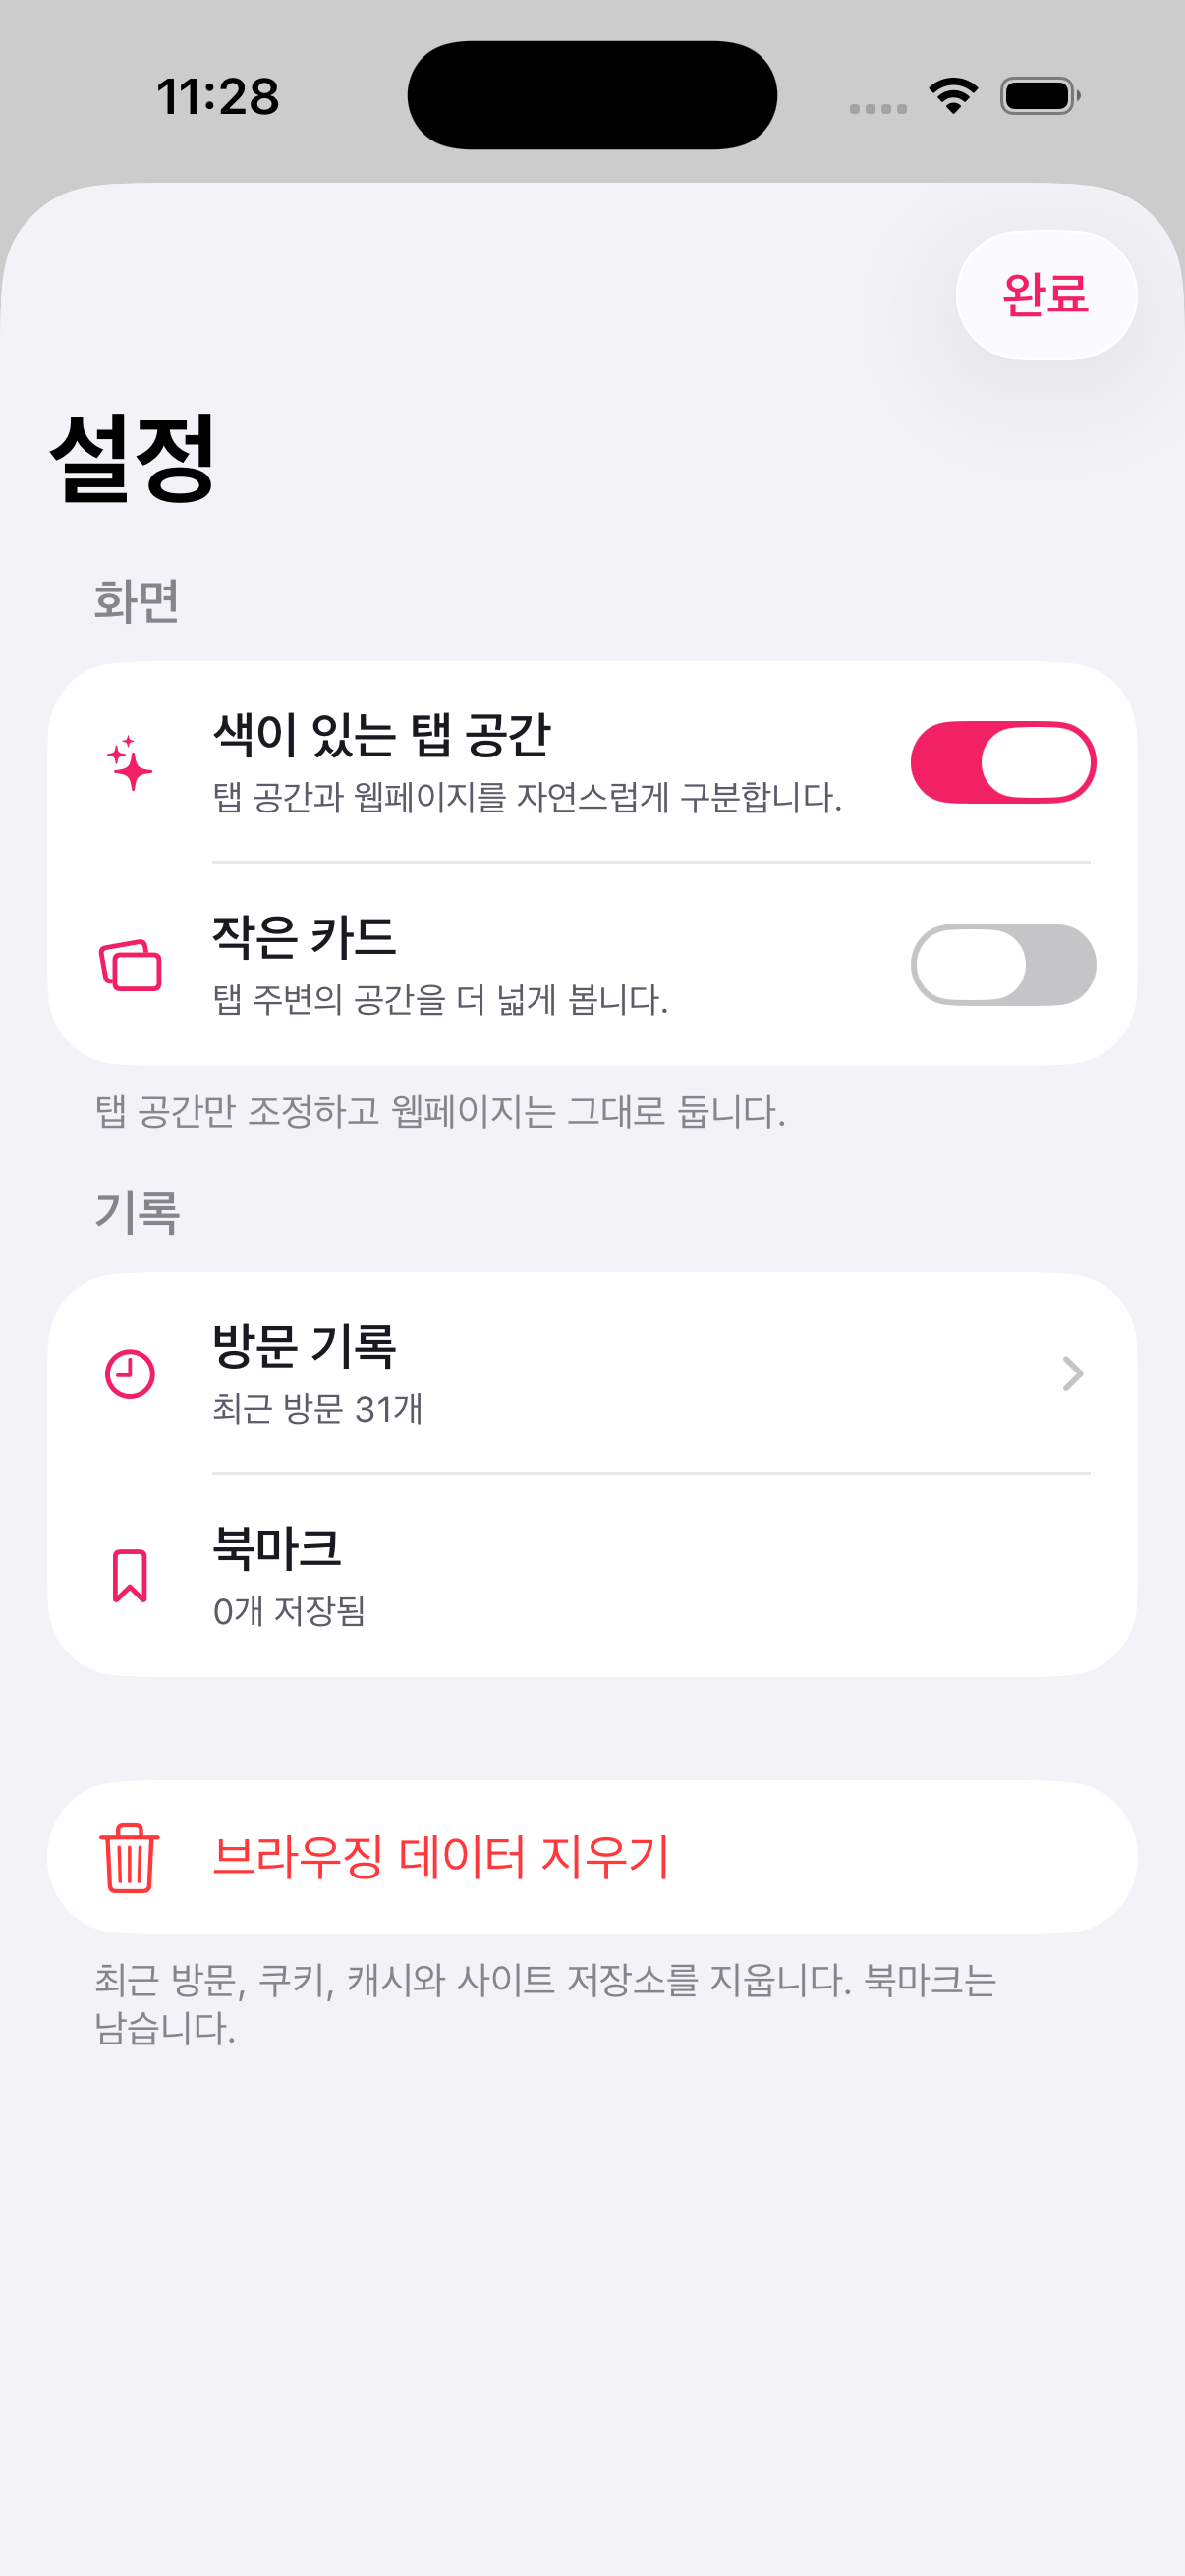 11:28
완료
설정
화면
색이 있는 탭 공간
탭 공간과 웹페이지를 자연스럽게 구분합니다.
작은 카드
탭 주변의 공간을 더 넓게 봅니다.
탭 공간만 조정하고 웹페이지는 그대로 둡니다.
기록
방문 기록
최근 방문 31개
북마크
0개 저장됨
브라우징 데이터 지우기
최근 방문, 쿠키, 캐시와 사이트 저장소를 지웁니다. 북마크는
남습니다.